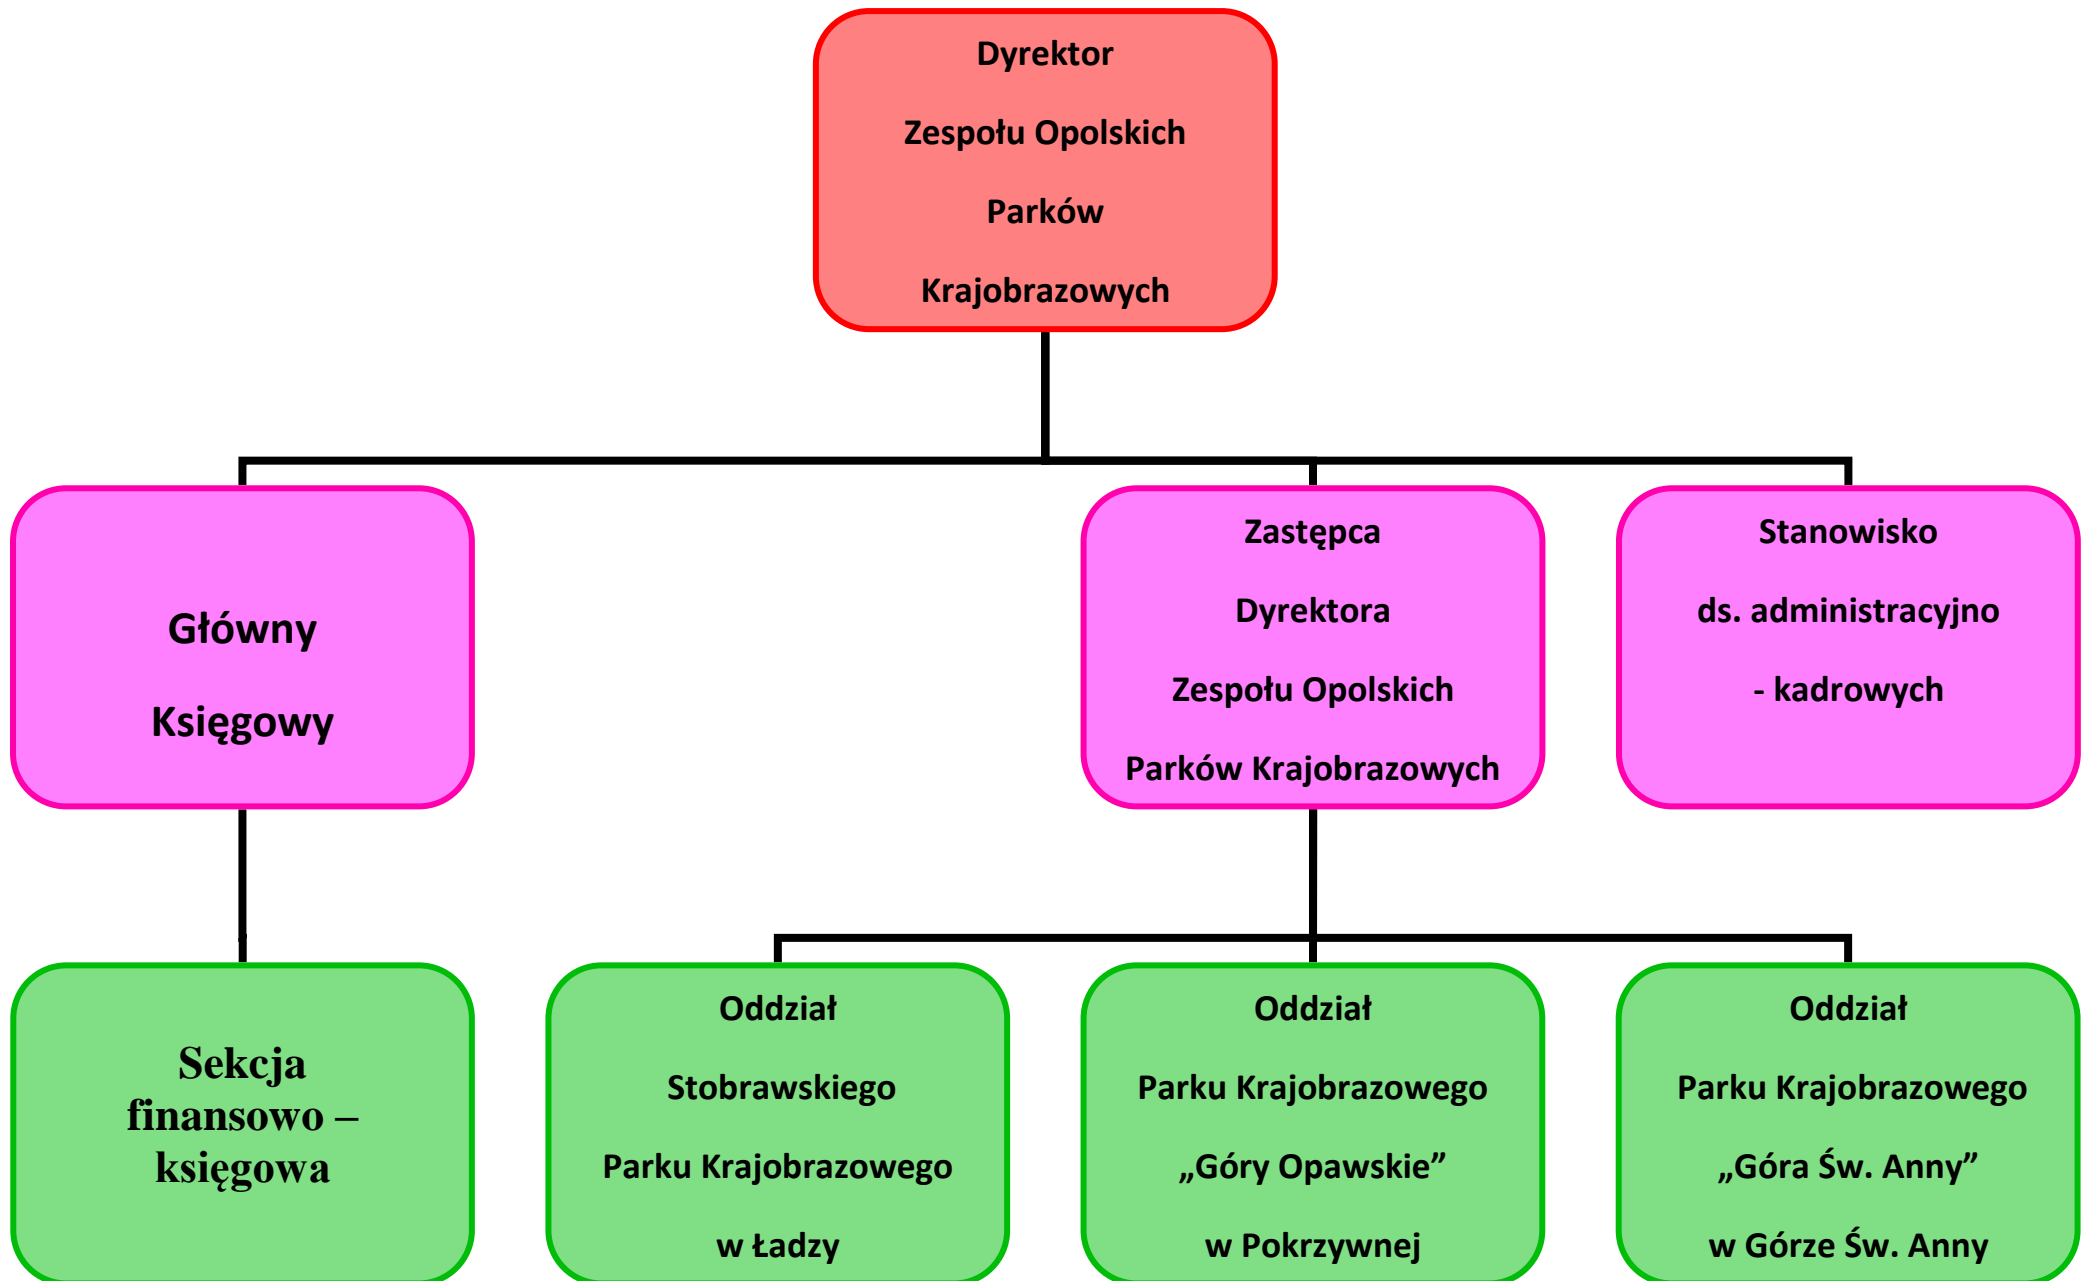 Dyrektor
Zespołu Opolskich
Parków
Krajobrazowych
Główny
Księgowy
Zastępca
Dyrektora
Zespołu Opolskich
Parków Krajobrazowych
Stanowisko
ds. administracyjno
- kadrowych
Sekcja
finansowo –
księgowa
Oddział
Stobrawskiego
Parku Krajobrazowego
w Ładzy
Oddział
Parku Krajobrazowego
„Góry Opawskie”
w Pokrzywnej
Oddział
Parku Krajobrazowego
„Góra Św. Anny”
w Górze Św. Anny